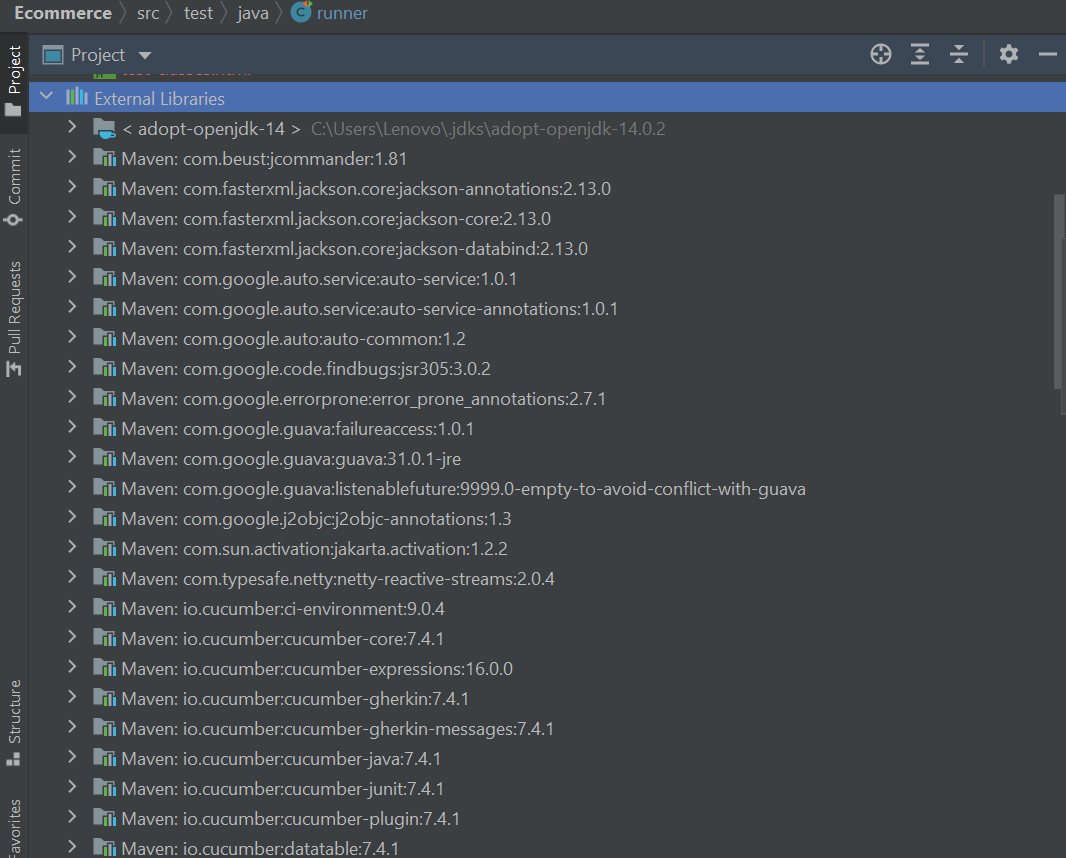 Ecommerce src test java runner
Project
Project
External Libraries
< adopt-openjdk-14 > C:\Users\Lenovo\.jdks\adopt-openjdk-14.0.2
Maven: com.beust:jcommander:1.81
Maven: com.fasterxml.jackson.core:jackson-annotations:2.13.0
Maven: com.fasterxml.jackson.core:jackson-core:2.13.0
Maven: com.fasterxml.jackson.core:jackson-databind:2.13.0
Maven: com.google.auto.service:auto-service:1.0.1
Maven: com.google.auto.service:auto-service-annotations:1.0.1
Maven: com.google.auto:auto-common:1.2
Maven: com.google.code.findbugs:jsr305:3.0.2
Maven: com.google.errorprone:error_prone_annotations:2.7.1
Maven: com.google.guava:failureaccess:1.0.1
Maven: com.google.guava:guava:31.0.1-jre
Maven: com.google.guava:listenablefuture:9999.0-empty-to-avoid-conflict-with-guava
Maven: com.google.j2objc:j2objc-annotations:1.3
Maven: com.sun.activation:jakarta.activation:1.2.2
Maven: com.typesafe.netty:netty-reactive-streams:2.0.4
Maven: io.cucumber:ci-environment:9.0.4
Maven: io.cucumber:cucumber-core:7.4.1
Maven: io.cucumber:cucumber-expressions:16.0.0
Maven: io.cucumber:cucumber-gherkin:7.4.1
Maven: io.cucumber:cucumber-gherkin-messages:7.4.1
Maven: io.cucumber:cucumber-java:7.4.1
Maven: io.cucumber:cucumber-junit:7.4.1
Maven: io.cucumber:cucumber-plugin:7.4.1
Maven: io.cucumber:datatable:7.4.1
Commit
Pull Requests
Structure
Favorites